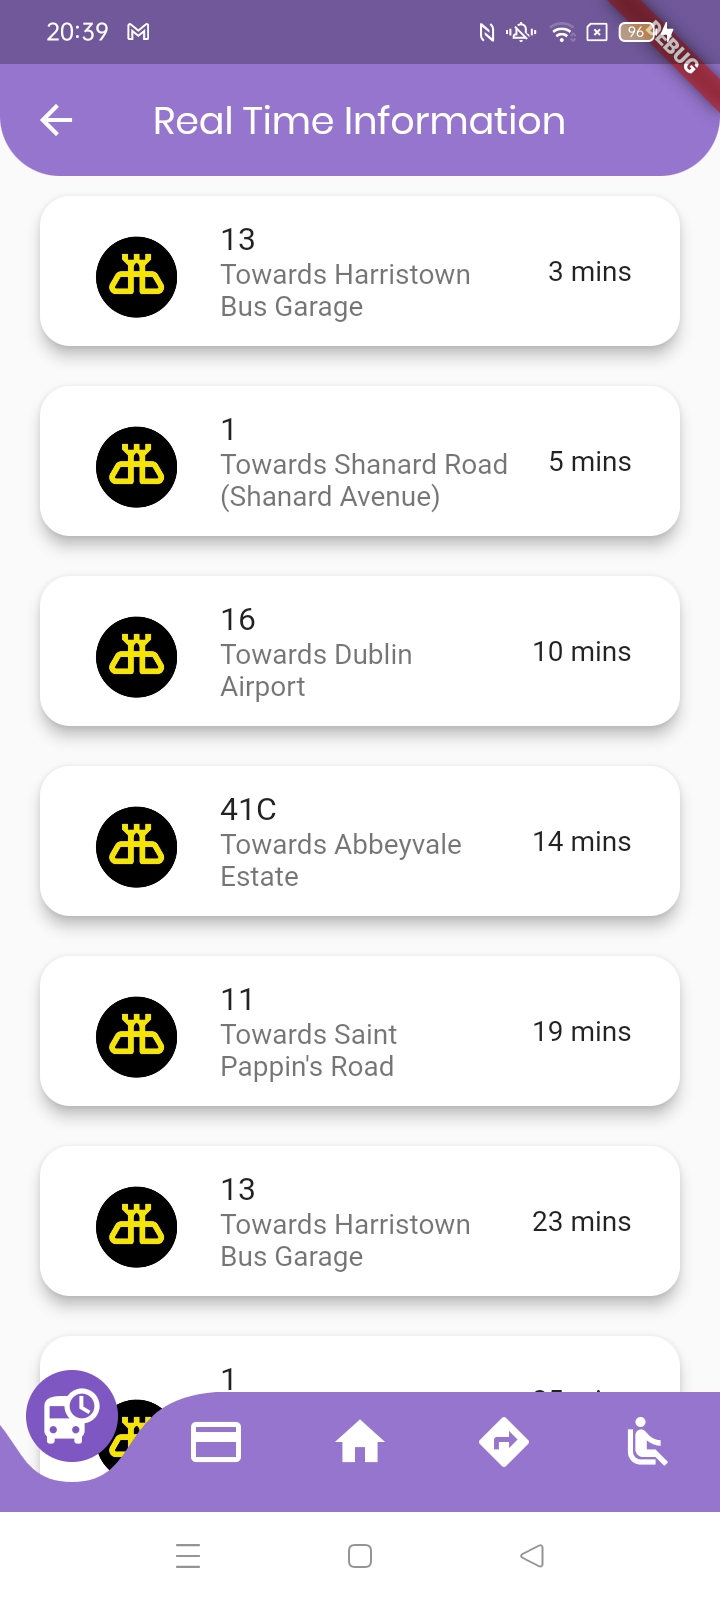 20:39
96
DEBUG
Real Time Information
13
Towards Harristown
Bus Garage
3 mins
1
Towards Shanard Road
(Shanard Avenue)
5 mins
16
Towards Dublin
Airport
10 mins
41C
Towards Abbeyvale
Estate
14 mins
11
Towards Saint
Pappin's Road
19 mins
13
Towards Harristown
Bus Garage
23 mins
1